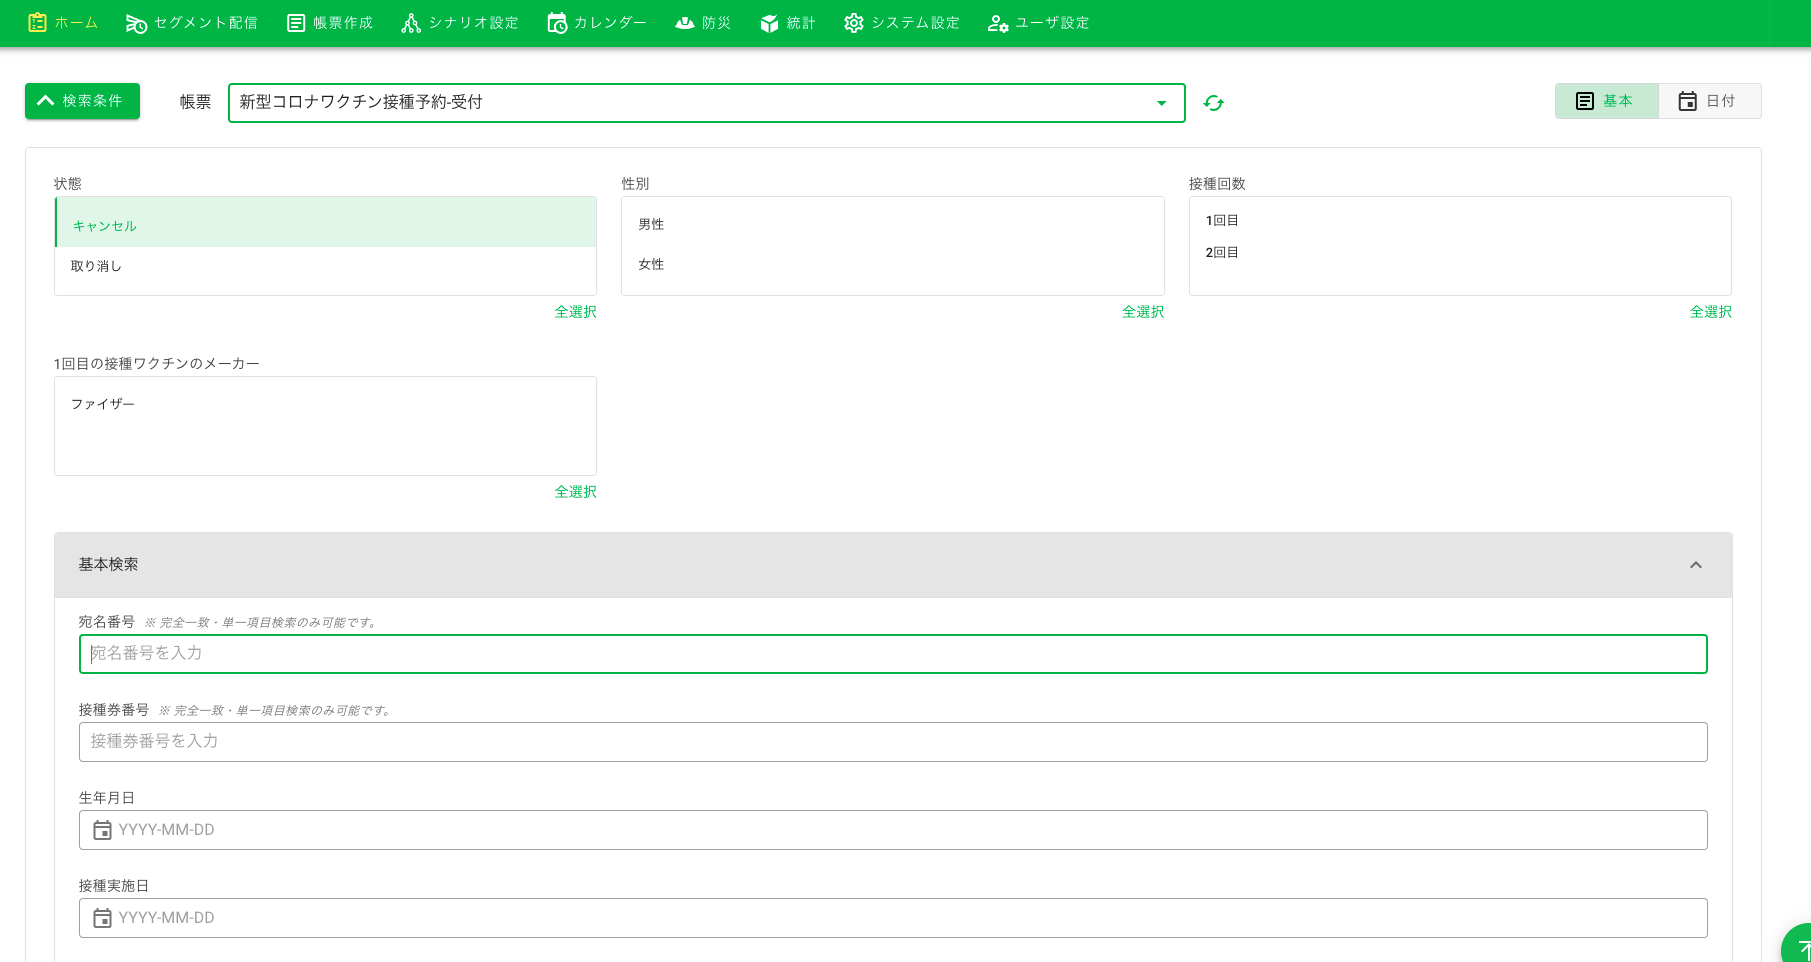 ホーム セグメント配信 帳票作成 シナリオ設定 カレンダー 防災 統計 システム設定 ユーザ設定
検索条件 帳票 新型コロナワクチン接種予約-受付 基本 日付
状態 性別 接種回数
キャンセル 男性 1回目
取り消し 女性 2回目
全選択 全選択 全選択
1回目の接種ワクチンのメーカー
ファイザー
全選択
基本検索
宛名番号 ※ 完全一致・単一項目検索のみ可能です。
宛名番号を入力
接種券番号 ※ 完全一致・単一項目検索のみ可能です。
接種券番号を入力
生年月日
YYYY-MM-DD
接種実施日
YYYY-MM-DD